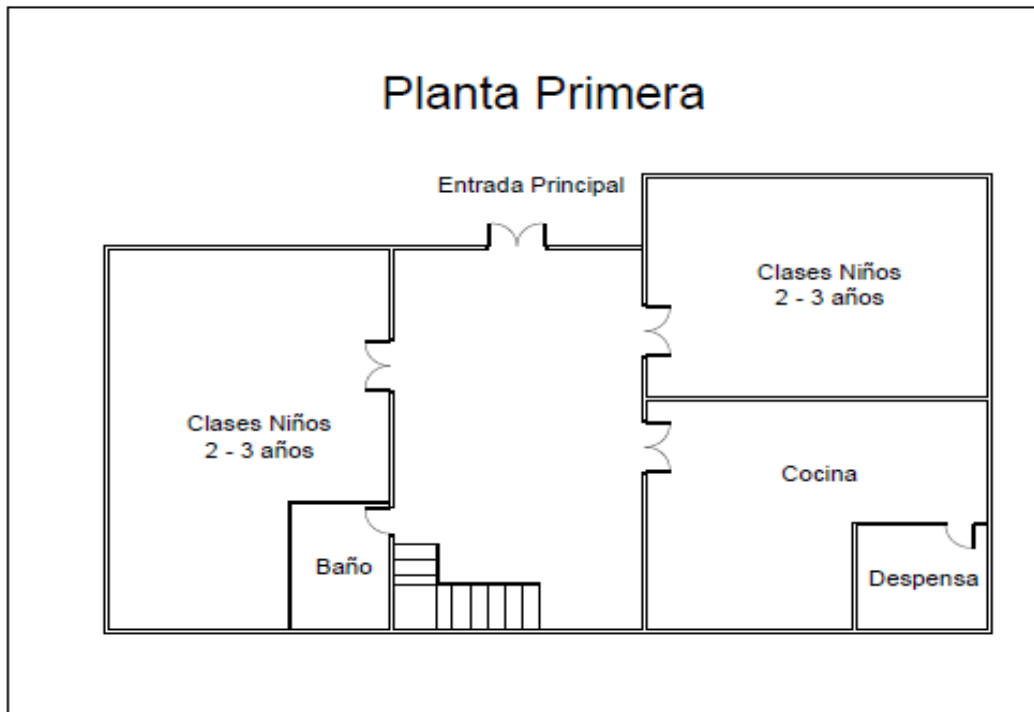 Planta Primera
Entrada Principal
Clases Niños
2 - 3 años
Clases Niños
2 - 3 años
Cocina
Baño
Despensa